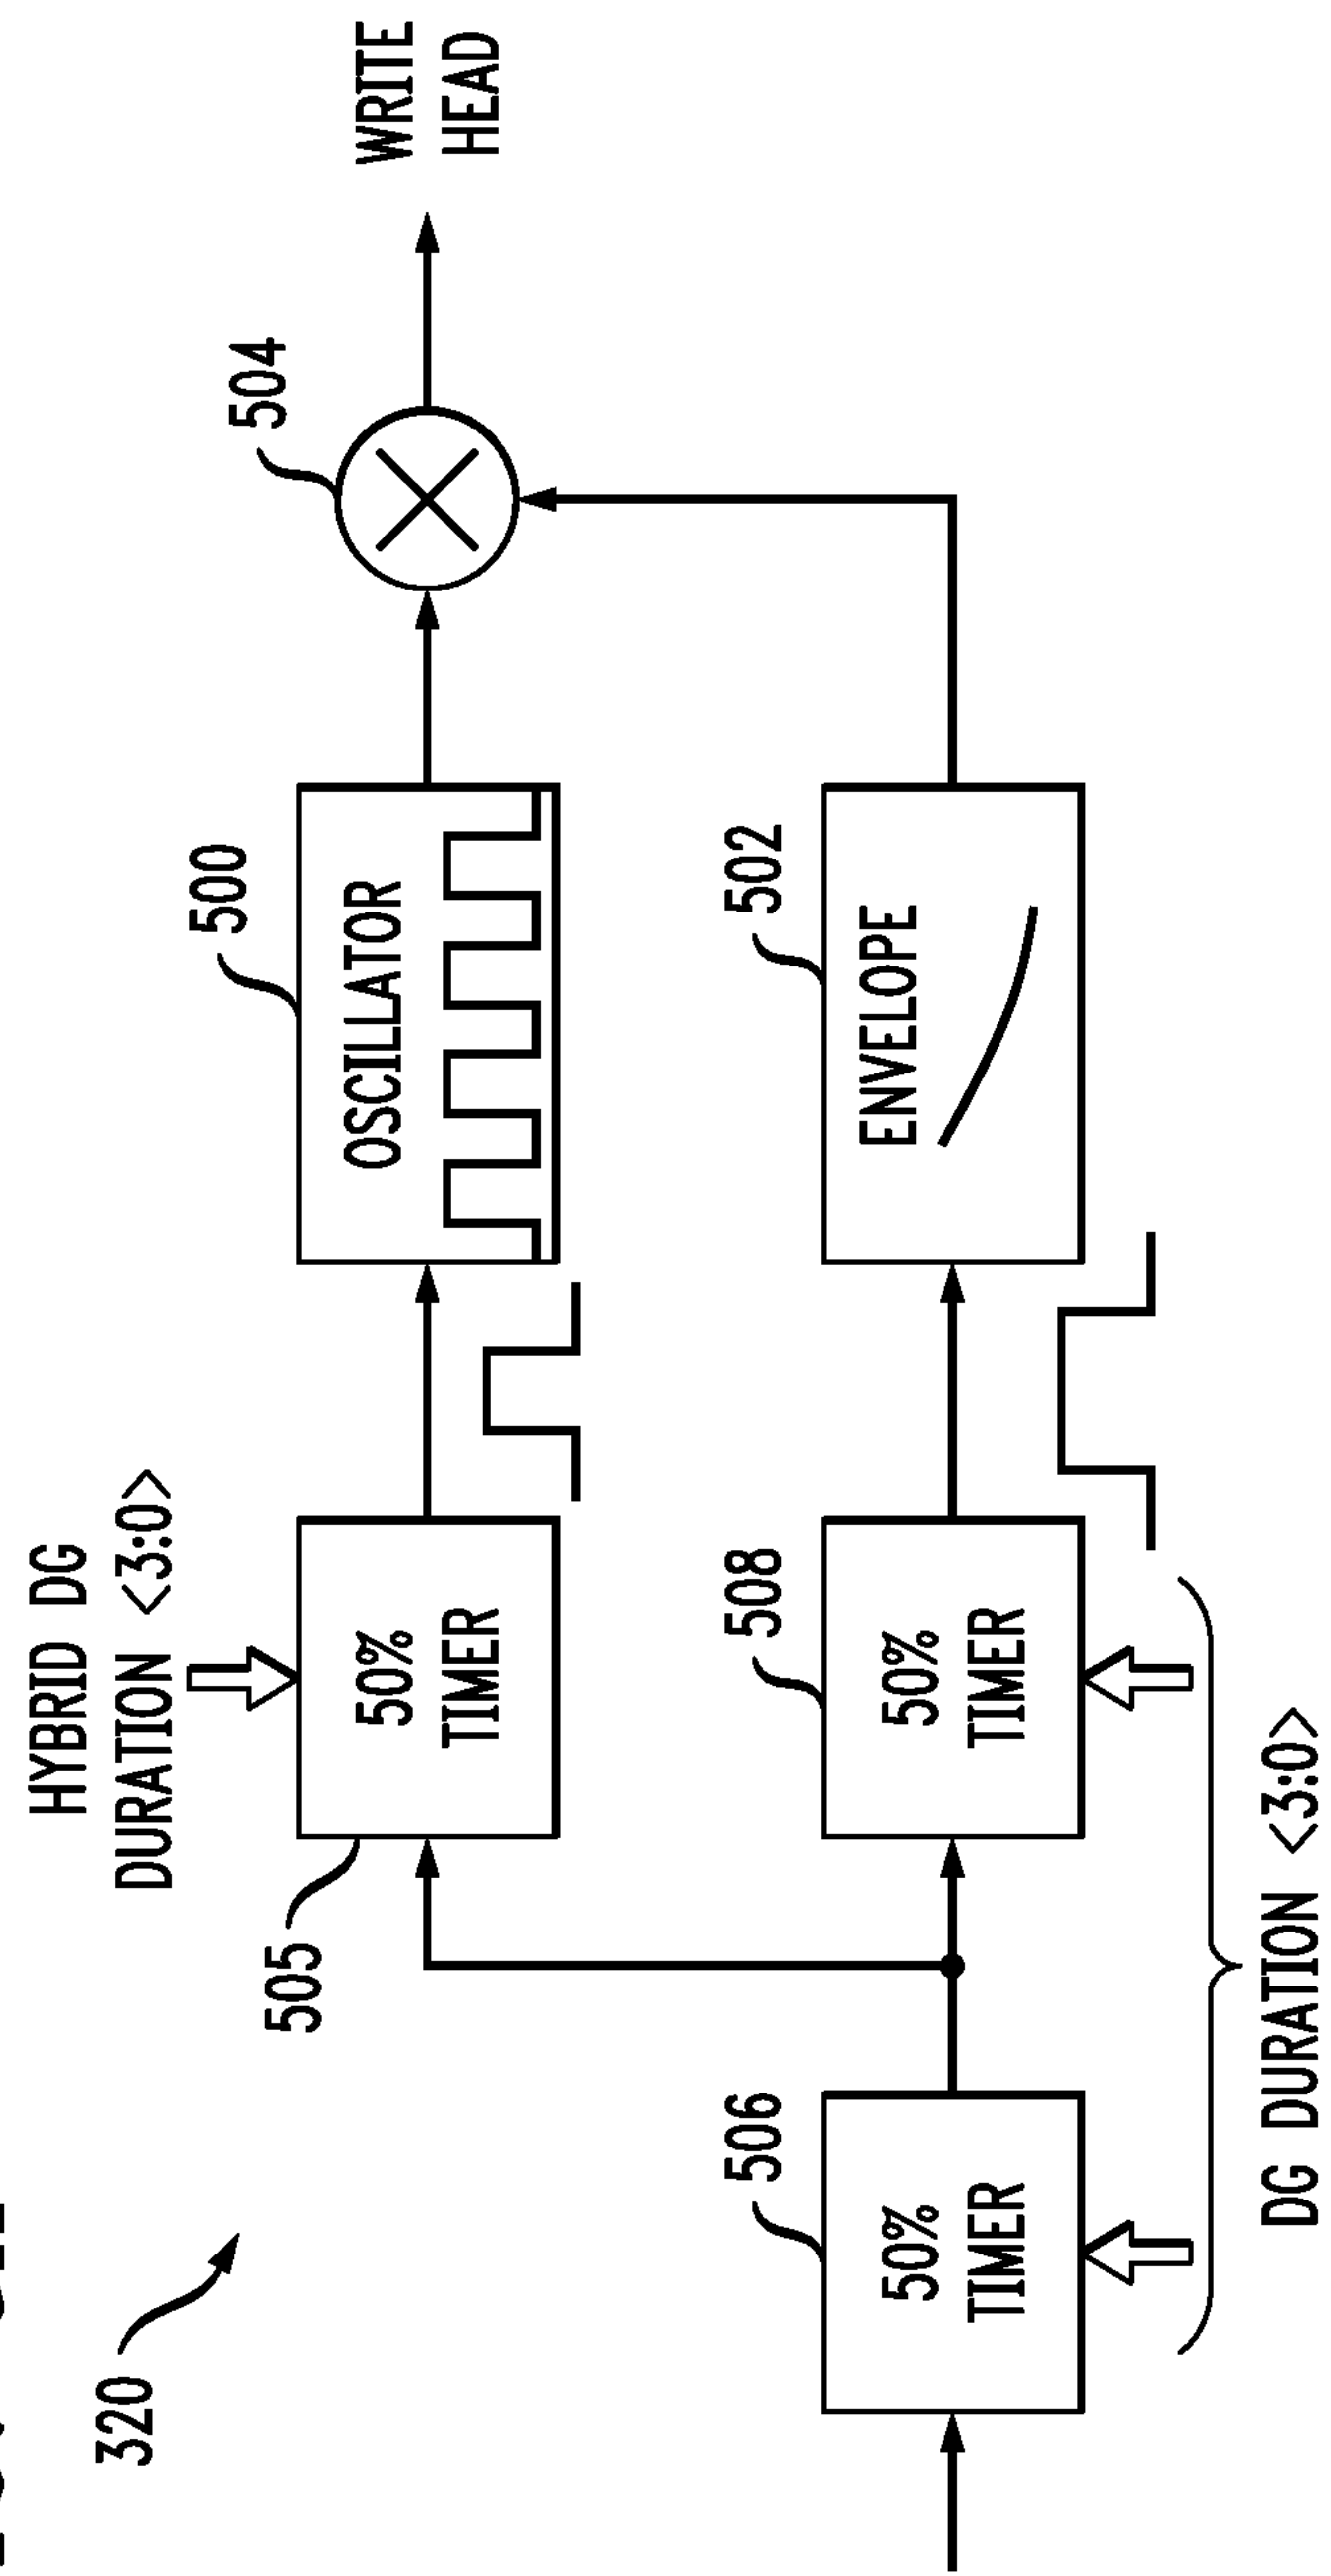 320
HYBRID DG
DURATION <3:0>
505
50%
TIMER
500
OSCILLATOR
504
WRITE
HEAD
506
50%
TIMER
508
50%
TIMER
502
ENVELOPE
DG DURATION <3:0>